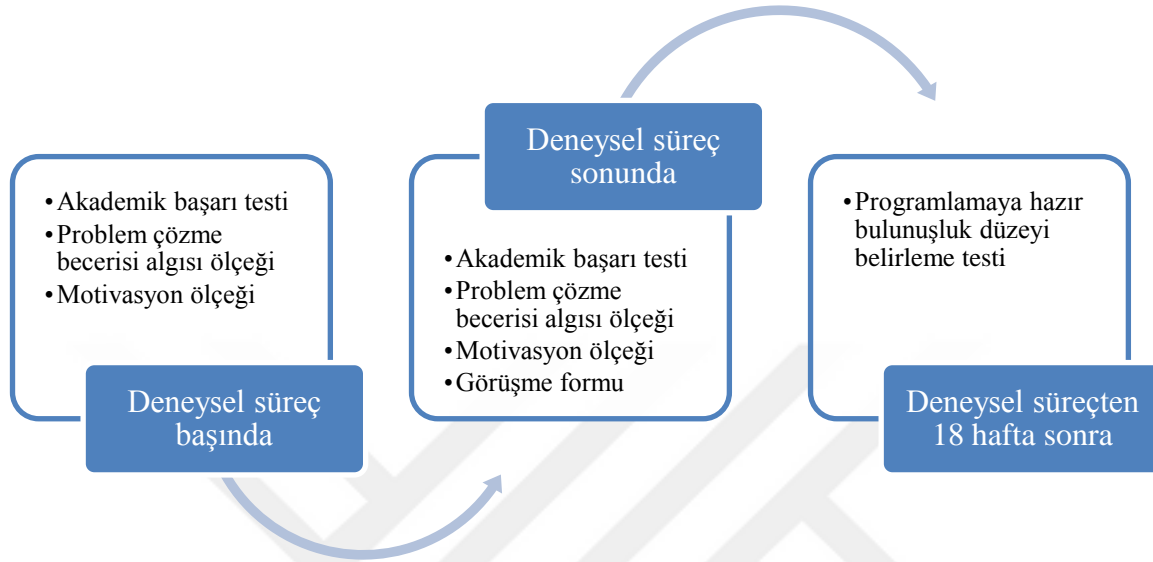 •Akademik başarı testi
•Problem çözme
becerisi algısı ölçeği
•Motivasyon ölçeği
Deneysel süreç
başında
Deneysel süreç
sonunda
•Akademik başarı testi
•Problem çözme
becerisi algısı ölçeği
•Motivasyon ölçeği
•Görüşme formu
•Programlamaya hazır
bulunuşluk düzeyi
belirleme testi
Deneysel süreçten
18 hafta sonra